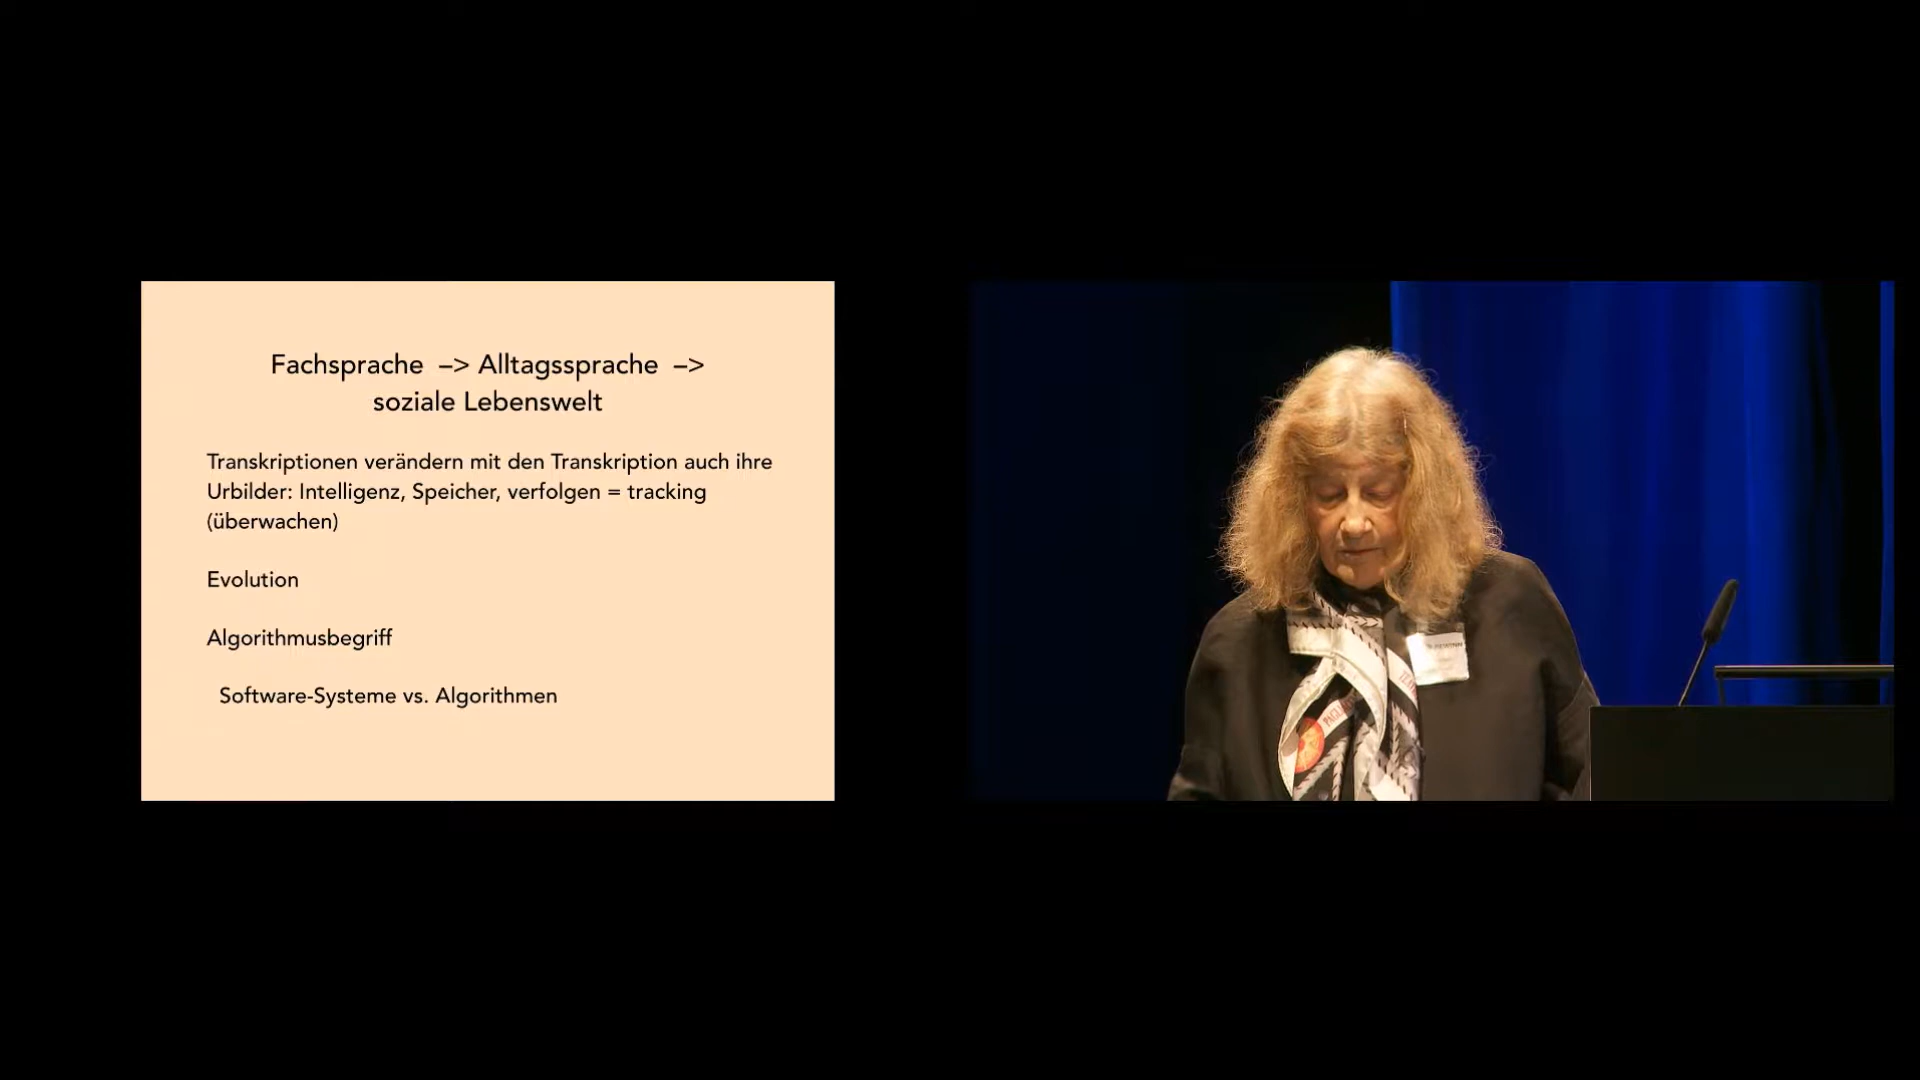 Fachsprache –> Alltagssprache –>
soziale Lebenswelt
Transkriptionen verändern mit den Transkription auch ihre
Urbilder: Intelligenz, Speicher, verfolgen = tracking
(überwachen)
Evolution
Algorithmusbegriff
Software-Systeme vs. Algorithmen